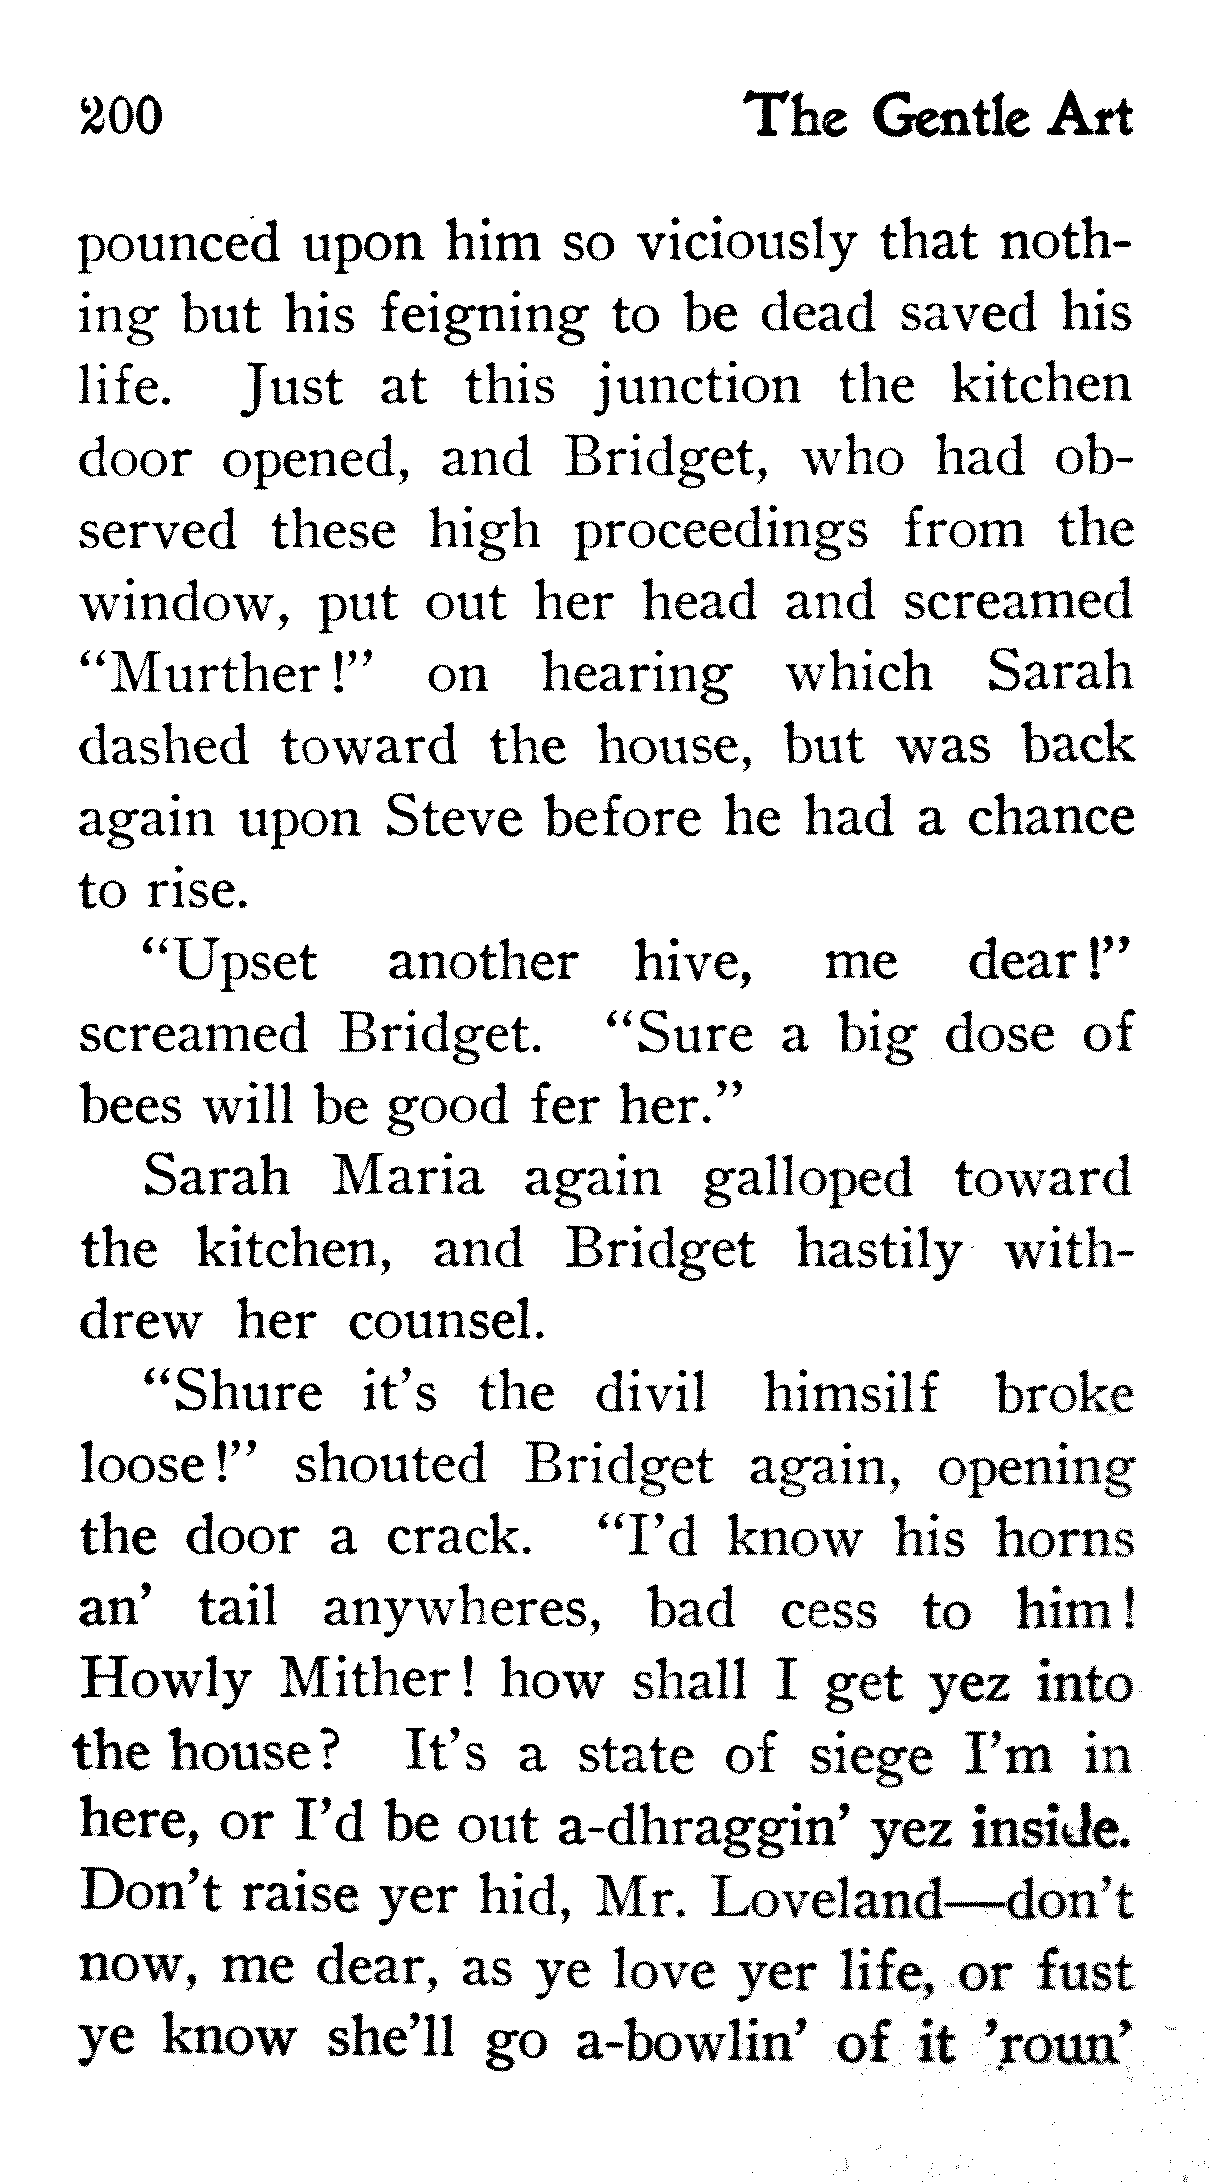 200 The Gentle Art
pounced upon him so viciously that noth-
ing but his feigning to be dead saved his
life. Just at this junction the kitchen
door opened, and Bridget, who had ob-
served these high proceedings from the
window, put out her head and screamed
“Murther!” on hearing which Sarah
dashed toward the house, but was back
again upon Steve before he had a chance
to rise.
“Upset another hive, me dear!”
screamed Bridget. “Sure a big dose of
bees will be good fer her.”
Sarah Maria again galloped toward
the kitchen, and Bridget hastily with-
drew her counsel.
“Shure it’s the divil himsilf broke
loose!” shouted Bridget again, opening
the door a crack. “I’d know his horns
an’ tail anywheres, bad cess to him!
Howly Mither! how shall I get yez into
the house? It’s a state of siege I’m in
here, or I’d be out a-dhraggin’ yez inside.
Don’t raise yer hid, Mr. Loveland—don’t
now, me dear, as ye love yer life, or fust
ye know she’ll go a-bowlin’ of it ’roun’